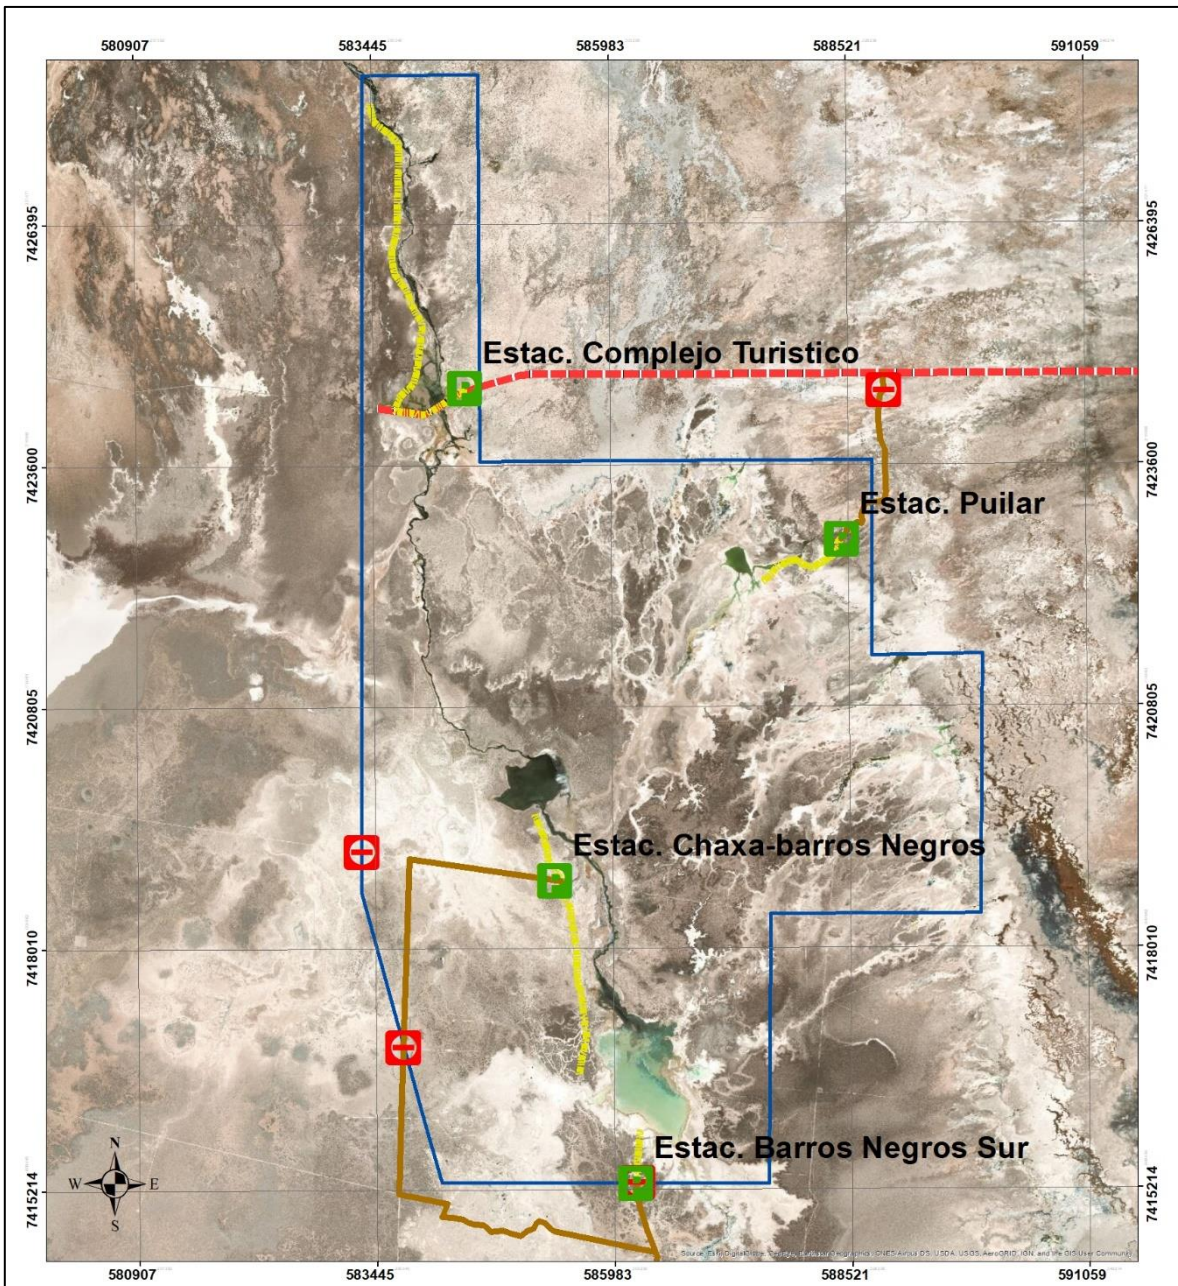 580907 583445 585983 588521 591059
7426395 7426395
Estac. Complejo Turistico
P
7423600 7423600
Estac. Puilar
P
7420805 7420805
Estac. Chaxa-barros Negros
P
7418010 7418010
Estac. Barros Negros Sur
P
N
W E
S
7415214 7415214
580907 583445 585983 588521 591059